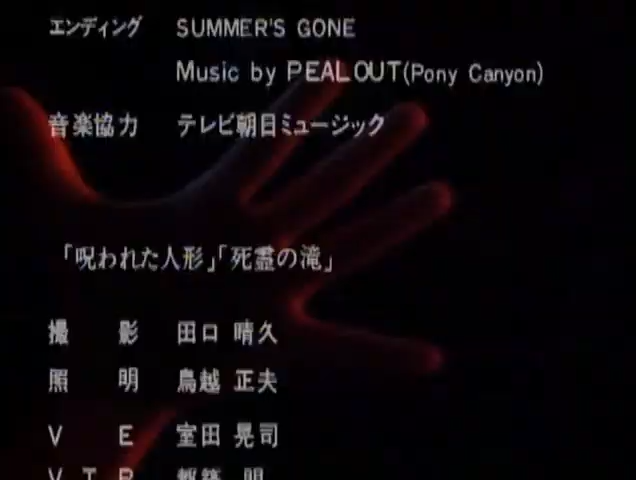 エンディング SUMMER'S GONE
Music by PEALOUT(Pony Canyon)
音楽協力 テレビ朝日ミュージック
「呪われた人形」「死霊の滝」
撮 影 田口 晴久
照 明 鳥越 正夫
V E 室田 晃司
V T R 都築